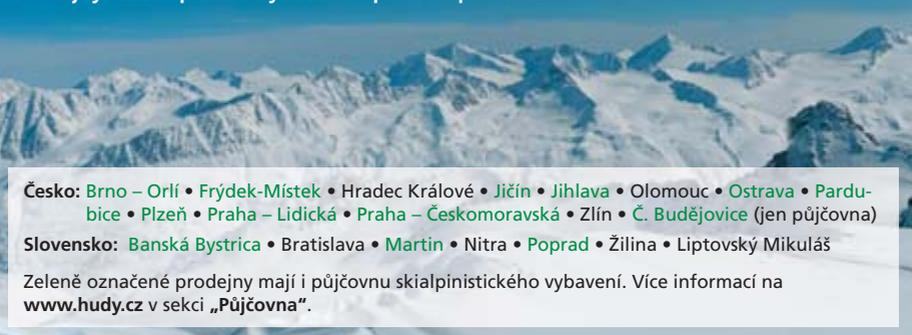 Česko: Brno – Orlí • Frýdek-Místek • Hradec Králové • Jičín • Jihlava • Olomouc • Ostrava • Pardu-
bice • Plzeň • Praha – Lidická • Praha – Českomoravská • Zlín • Č. Budějovice (jen půjčovna)
Slovensko: Banská Bystrica • Bratislava • Martin • Nitra • Poprad • Žilina • Liptovský Mikuláš
Zeleně označené prodejny mají i půjčovnu skialpinistického vybavení. Více informací na
www.hudy.cz v sekci „Půjčovna“.